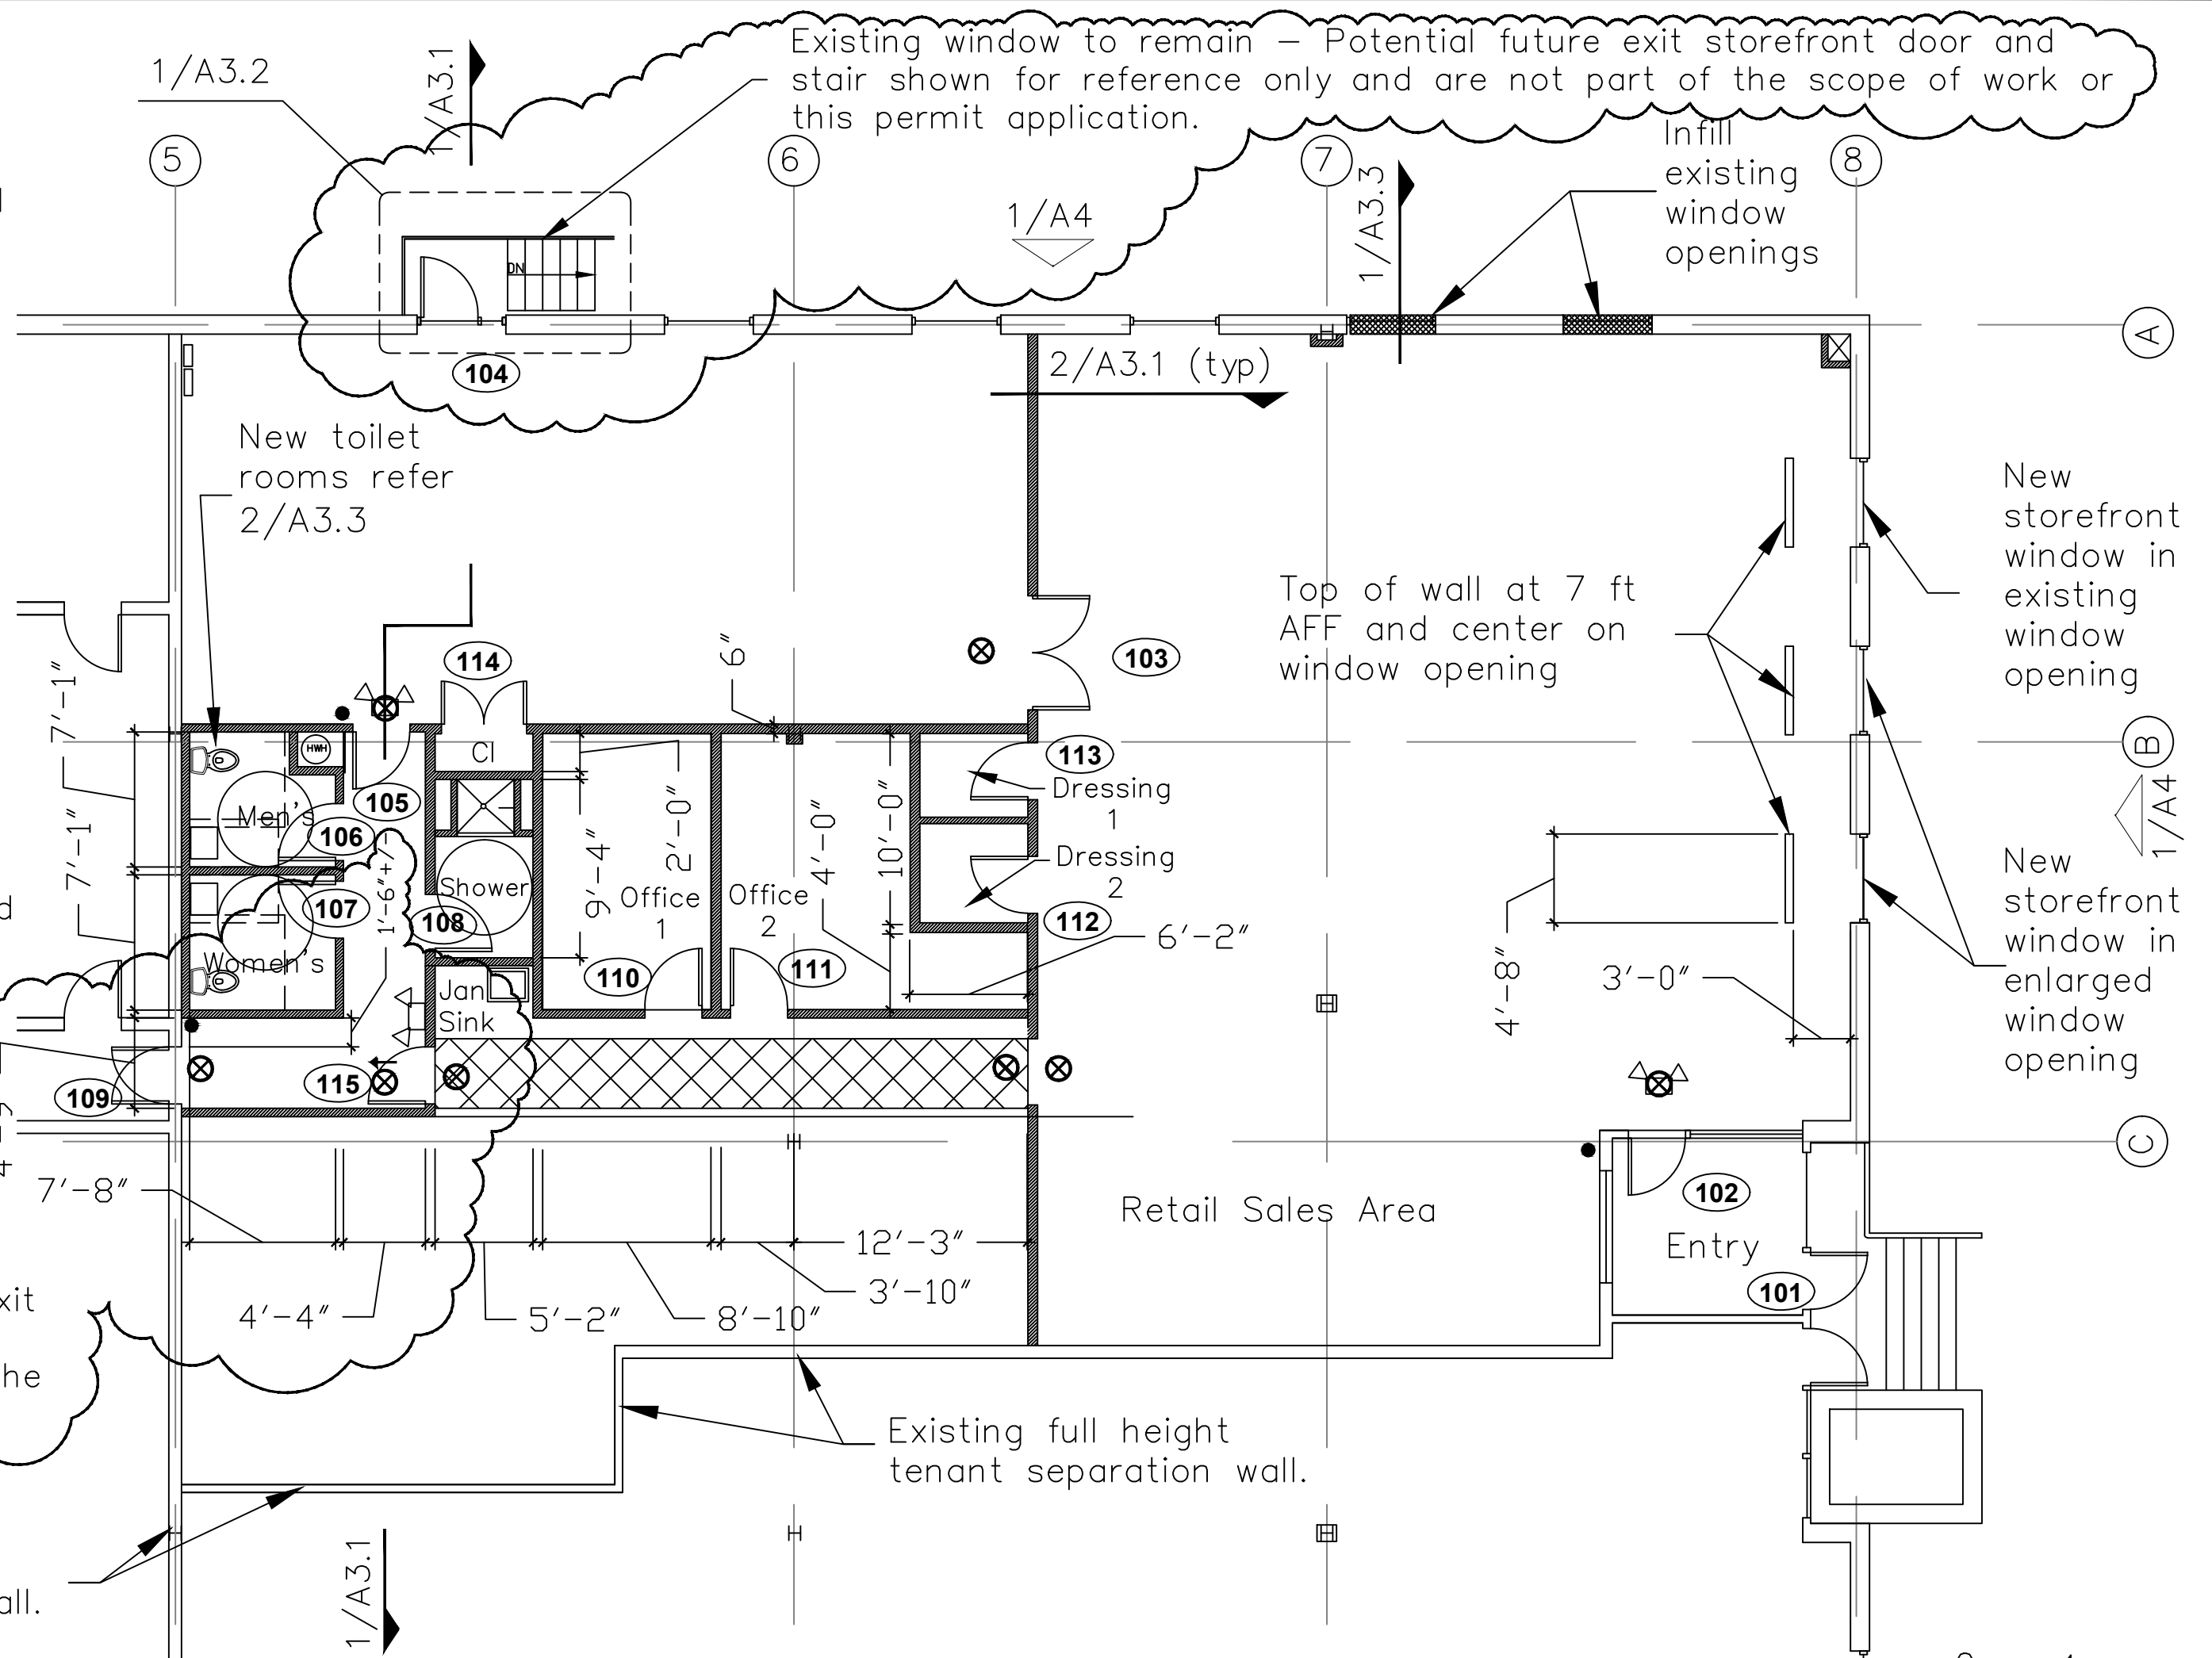 Existing window to remain – Potential future exit storefront door and
stair shown for reference only and are not part of the scope of work or
this permit application.
1/A3.2
1/A3.1
5
6
7
8
1/A4
1/A3.3
Infill
existing
window
openings
DN
A
104
2/A3.1 (typ)
New toilet
rooms refer
2/A3.3
New
storefront
window in
existing
window
opening
Top of wall at 7 ft
AFF and center on
window opening
114
103
6"
7'-1"
7'-1"
HWH
Cl
113
B
1/A4
Dressing
1
105
Men's
106
1'-6"+/-
9'-4"
2'-0"
4'-0"
10'-0"
Dressing
2
Shower
107
108
Office
1
Office
2
112
6'-2"
New
storefront
window in
enlarged
window
opening
d
Women's
110
111
4'-8"
3'-0"
Jan
Sink
109
115
C
7'-8"
102
Retail Sales Area
Entry
12'-3"
3'-10"
101
xit
4'-4"
5'-2"
8'-10"
he
Existing full height
tenant separation wall.
1/A3.1
all.